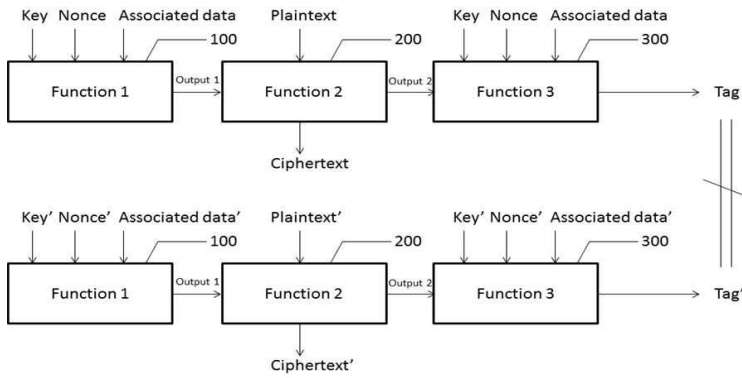 Key Nonce Associated data Plaintext Key Nonce Associated data
100 200 300
Function 1 Output 1 Function 2 Output 2 Function 3 Tag
Ciphertext
Key’ Nonce’ Associated data’ Plaintext’ Key’ Nonce’ Associated data’
100 200 300
Function 1 Output 1 Function 2 Output 2 Function 3 Tag’
Ciphertext’